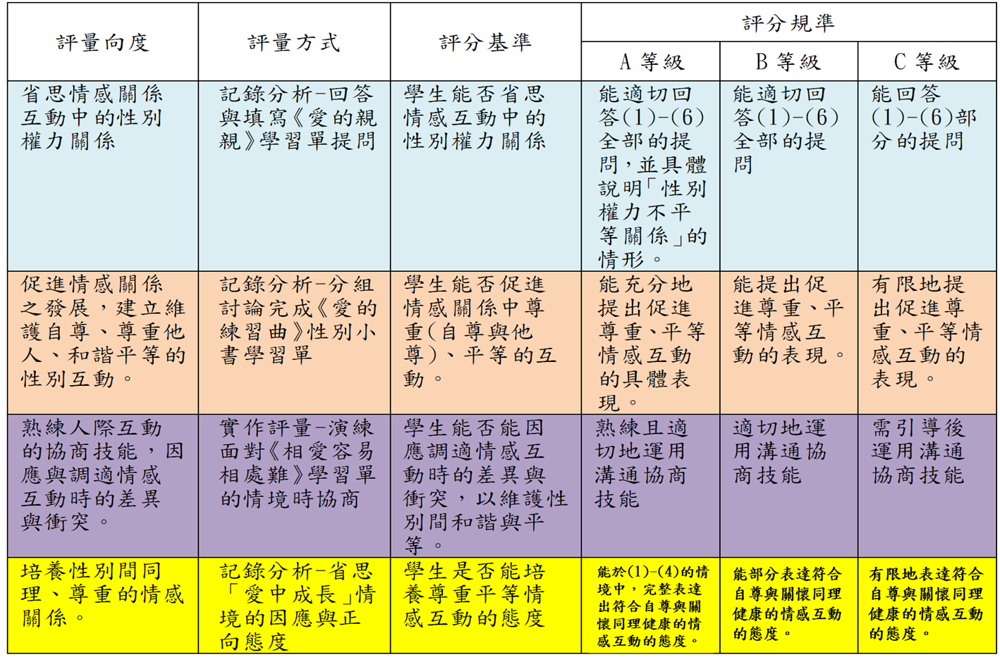 評量向度
評量方式
評分基準
評分規準
A 等級
B 等級
C 等級
省思情感關係
互動中的性別
權力關係
記錄分析-回答
與填寫《愛的親
親》學習單提問
學生能否省思
情感互動中的
性別權力關係
能適切回
答(1)-(6)
全部的提
問，並具體
說明「性別
權力不平
等關係」的
情形。
能適切回
答(1)-(6)
全部的提
問
能回答
(1)-(6)部
分的提問
促進情感關係
之發展，建立維
護自尊、尊重他
人、和諧平等的
性別互動。
記錄分析-分組
討論完成《愛的
練習曲》性別小
書學習單
學生能否促進
情感關係中尊
重(自尊與他
尊)、平等的互
動。
能充分地
提出促進
尊重、平等
情感互動
的具體表
現。
能提出促
進尊重、平
等情感互
動的表現。
有限地提
出促進尊
重、平等情
感互動的
表現。
熟練人際互動
的協商技能，因
應與調適情感
互動時的差異
與衝突。
實作評量-演練
面對《相愛容易
相處難》學習單
的情境時協商
學生能否能因
應調適情感互
動時的差異與
衝突，以維護性
別間和諧與平
等。
熟練且適
切地運用
溝通協商
技能
適切地運
用溝通協
商技能
需引導後
運用溝通
協商技能
培養性別間同
理、尊重的情感
關係。
記錄分析-省思
「愛中成長」情
境的因應與正
向態度
學生是否能培
養尊重平等情
感互動的態度
能於(1)-(4)的情
境中，完整表達
出符合自尊與關
懷同理健康的情
感互動的態度。
能部分表達符合
自尊與關懷同理
健康的情感互動
的態度。
有限地表達符合
自尊與關懷同理
健康的情感互動
的態度。